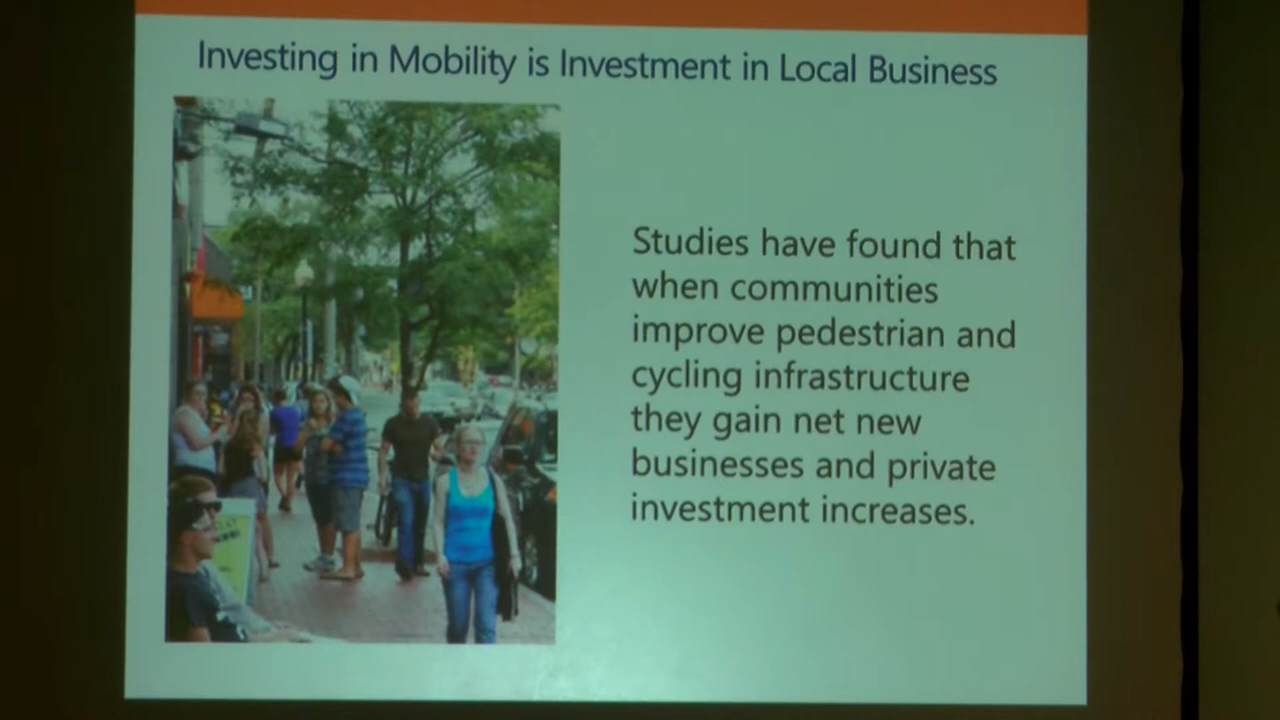 Investing in Mobility is Investment in Local Business
Studies have found that
when communities
improve pedestrian and
cycling infrastructure
they gain net new
businesses and private
investment increases.